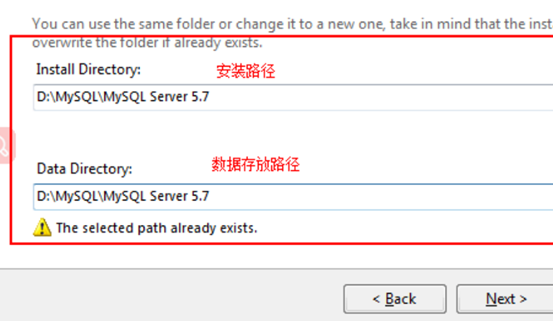 You can use the same folder or change it to a new one, take in mind that the inst
overwrite the folder if already exists.
Install Directory: 安装路径
D:\MySQL\MySQL Server 5.7
Data Directory: 数据存放路径
D:\MySQL\MySQL Server 5.7
The selected path already exists.
< Back Next >